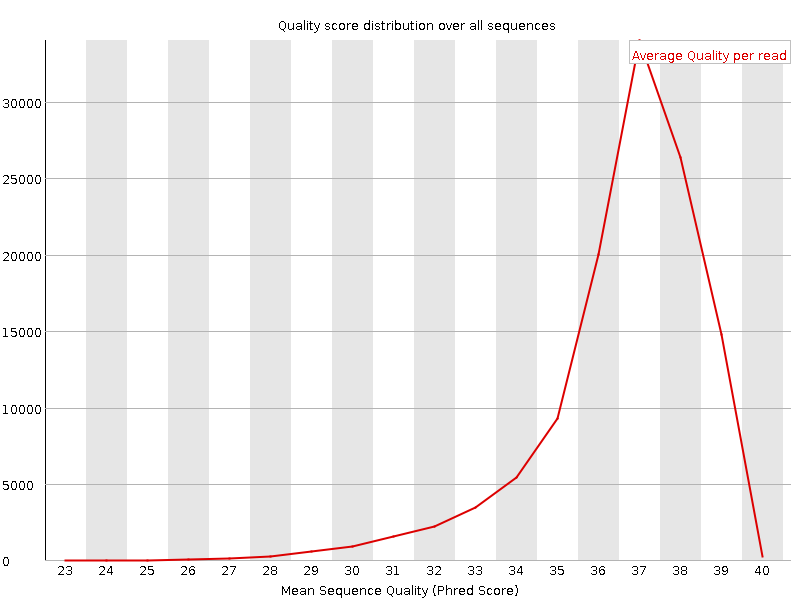 Quality score distribution over all sequences
Average Quality per read
30000
25000
20000
15000
10000
5000
0
23 24 25 26 27 28 29 30 31 32 33 34 35 36 37 38 39 40
Mean Sequence Quality (Phred Score)